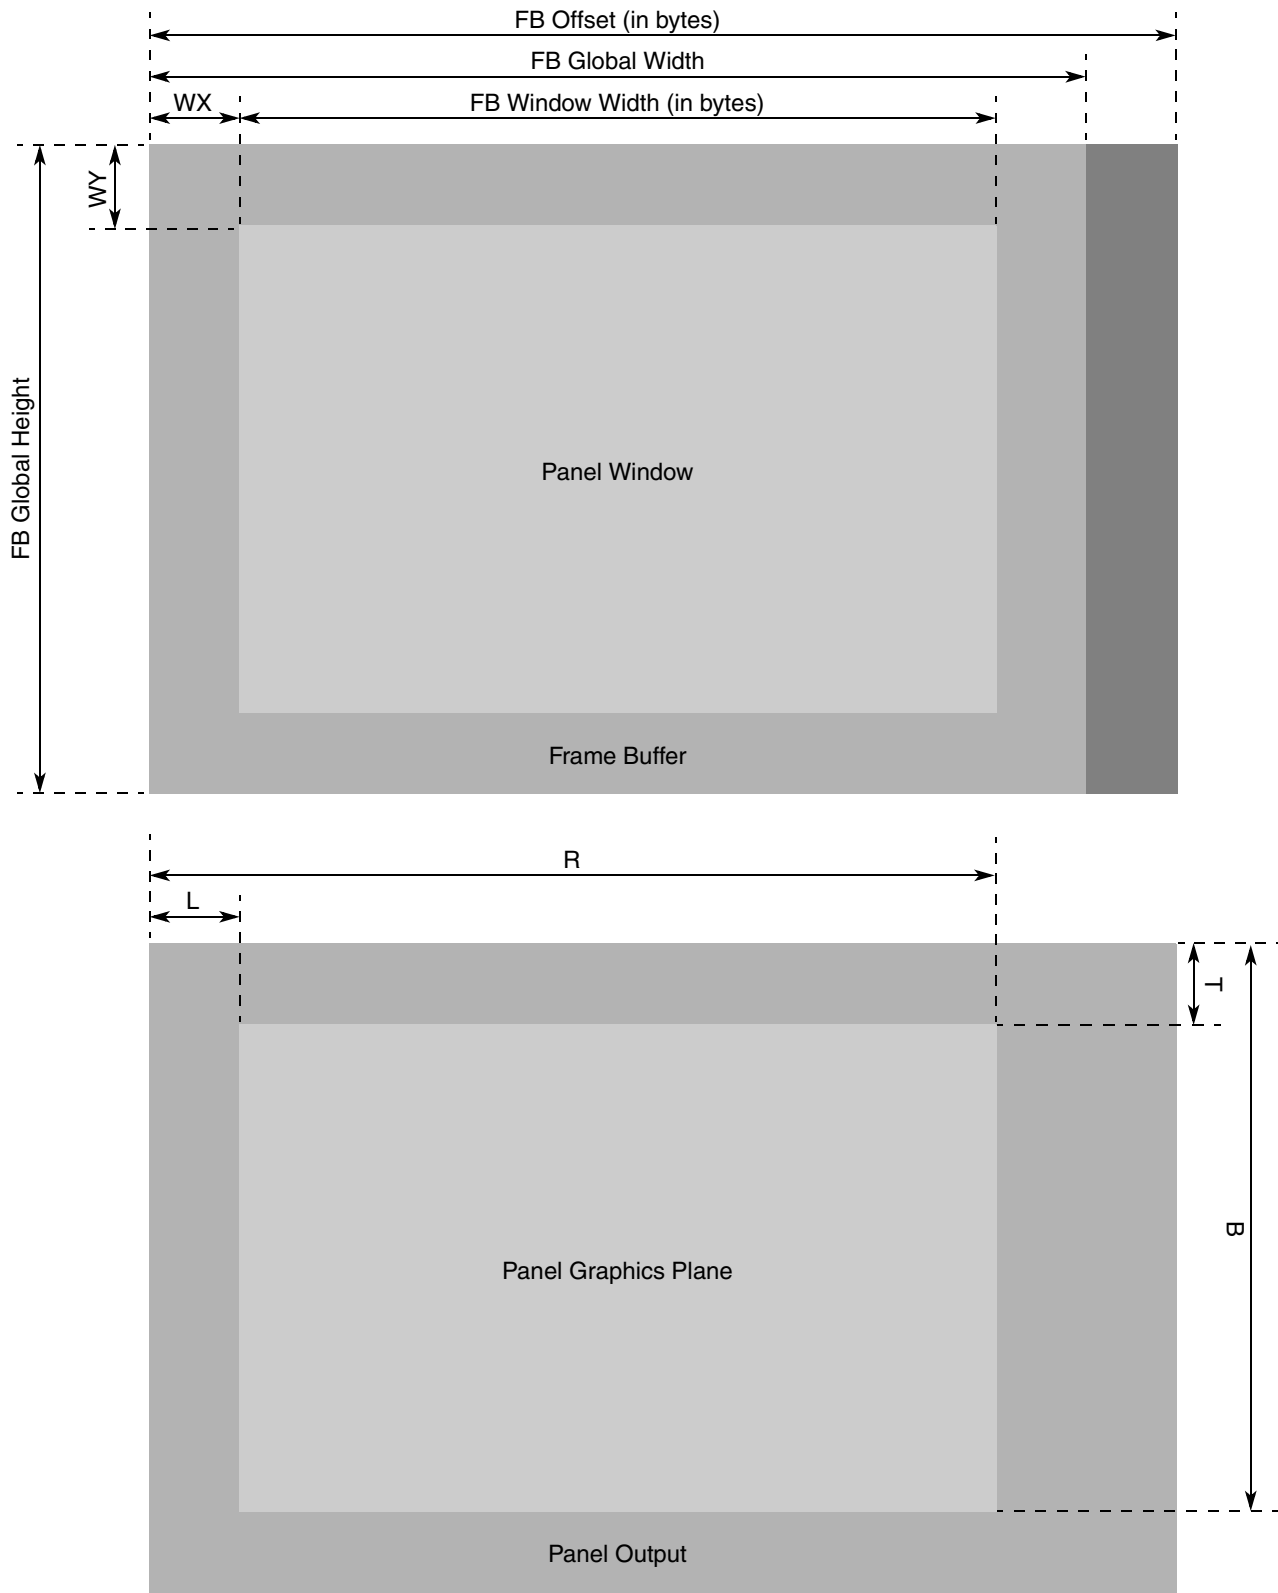 FB Offset (in bytes)
FB Global Width
WX
FB Window Width (in bytes)
WY
FB Global Height
Panel Window
Frame Buffer
R
L
T
B
Panel Graphics Plane
Panel Output